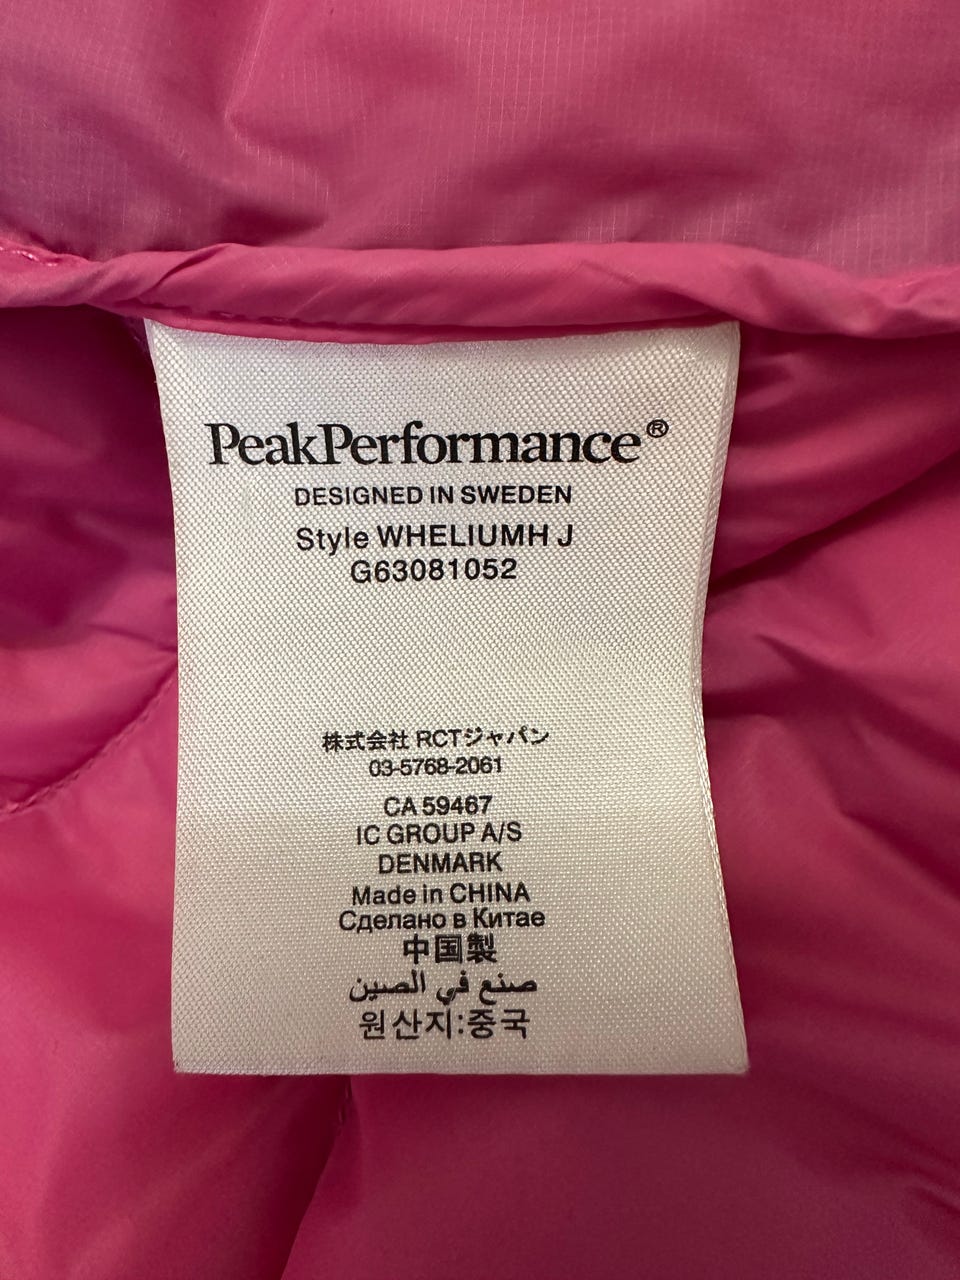 PeakPerformance®
DESIGNED IN SWEDEN
Style WHELIUMH J
G63081052
株式会社 RCTジャパン
03-5768-2061
CA 59467
IC GROUP A/S
DENMARK
Made in CHINA
Сделано в Китае
中国製
صنع في الصين
원산지:중국